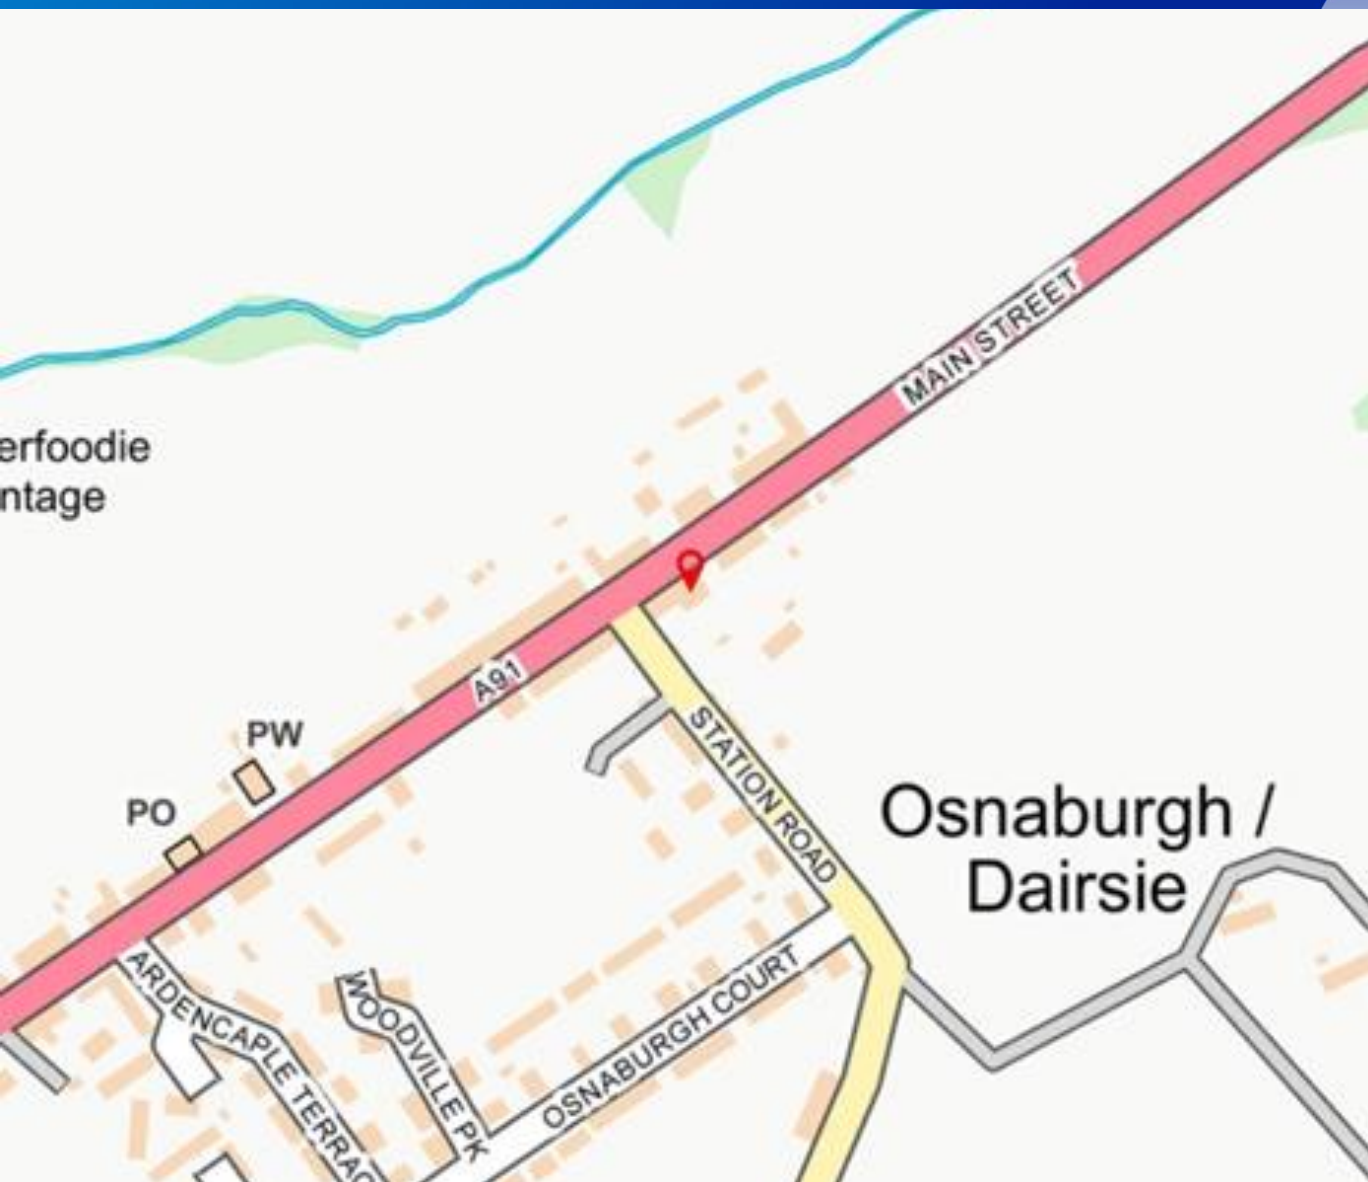 MAIN STREET
erfoodie
ntage
A91
PW
STATION ROAD
PO
Osnaburgh /
Dairsie
ARDENCAPLE TERRAC
WOODVILLE PK
OSNABURGH COURT